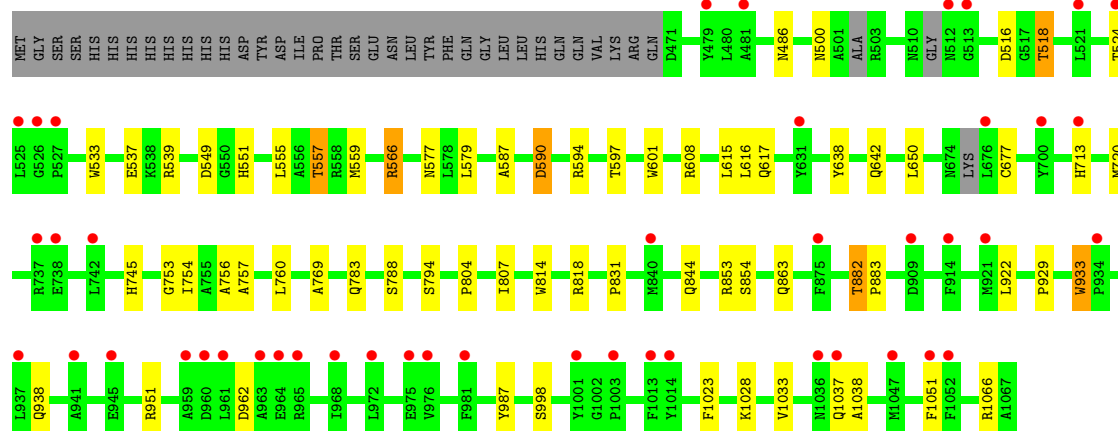 MET GLY SER SER HIS HIS HIS HIS HIS HIS HIS HIS HIS HIS ASP TYR ASP ILE PRO THR SER GLU ASN LEU TYR PHE GLN GLY GLY LEU LEU HIS GLN GLN VAL LYS ARG GLN D471 Y479 L480 A481 N486 N500 A501 ALA R503 N510 GLY N512 G513 D516 G517 T518 L521 T524
L525 G526 P527 W533 E537 K538 R539 D549 G550 H551 L555 A556 T557 R558 M559 R566 N577 L578 L579 A587 D590 R594 T597 W601 R608 L615 L616 Q617 Y631 Y638 Q642 L650 N674 LYS L676 C677 Y700 H713
R737 E738 L742 H745 G753 I754 A755 A756 A757 L760 A769 Q783 S788 S794 P804 I807 W814 R818 P831 M840 Q844 R853 S854 Q863 F875 T882 P883 D909 F914 M921 L922 P929 W933 P934
L937 Q938 A941 E945 R951 A959 D960 L961 D962 A963 E964 R965 I968 L972 E975 V976 F981 Y987 S998 Y1001 G1002 P1003 F1013 Y1014 F1023 K1028 V1033 N1036 Q1037 A1038 M1047 F1051 F1052 R1066 A1067